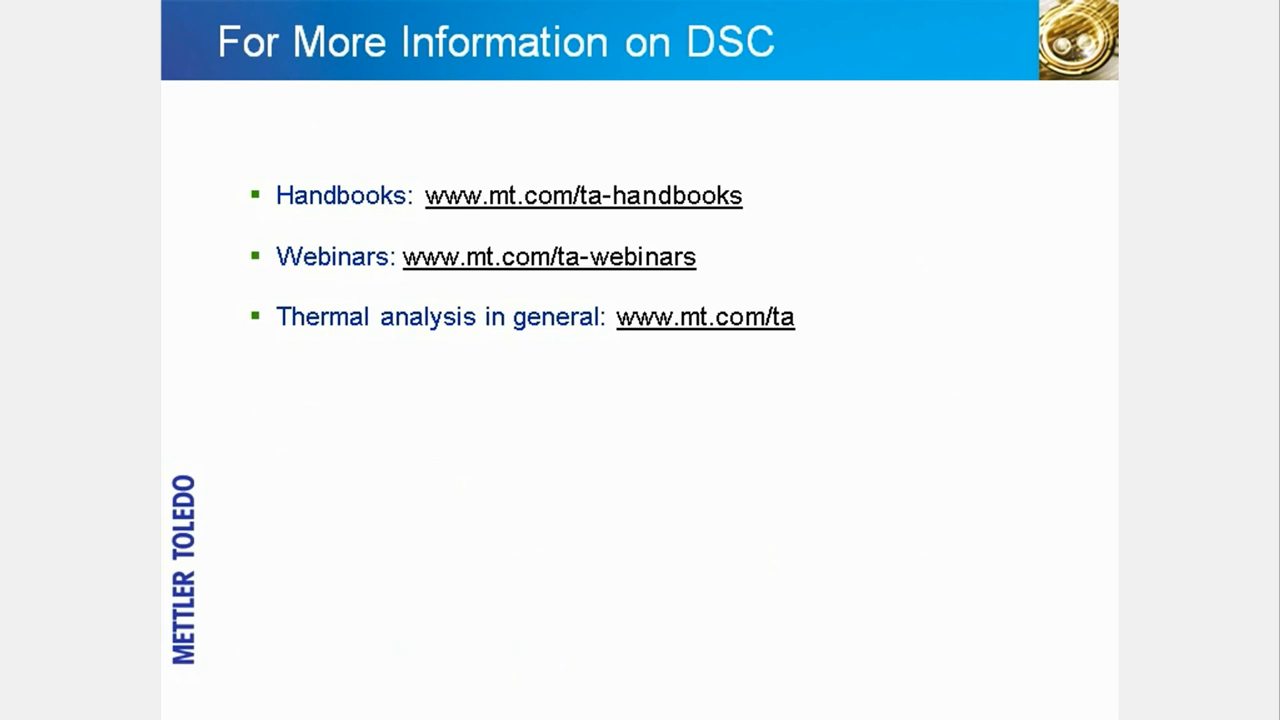 For More Information on DSC
Handbooks: www.mt.com/ta-handbooks
Webinars: www.mt.com/ta-webinars
Thermal analysis in general: www.mt.com/ta
METTLER TOLEDO